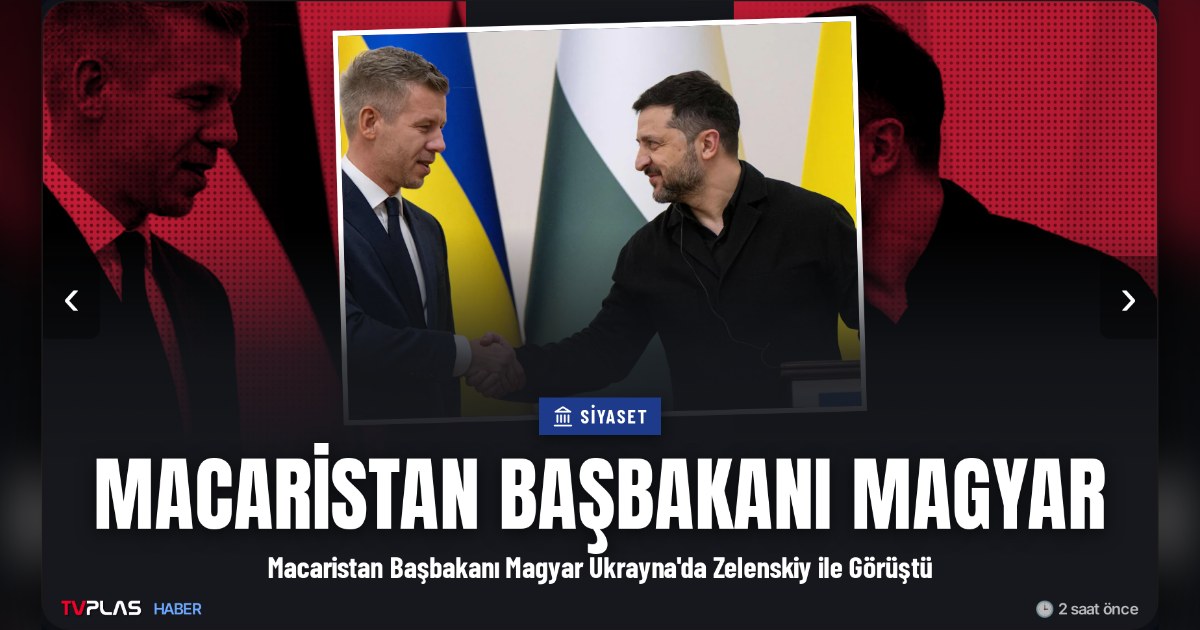 SİYASET
MACARİSTAN BAŞBAKANI MAGYAR
Macaristan Başbakanı Magyar Ukrayna'da Zelenskiy ile Görüştü
TVPLAS HABER
2 saat önce